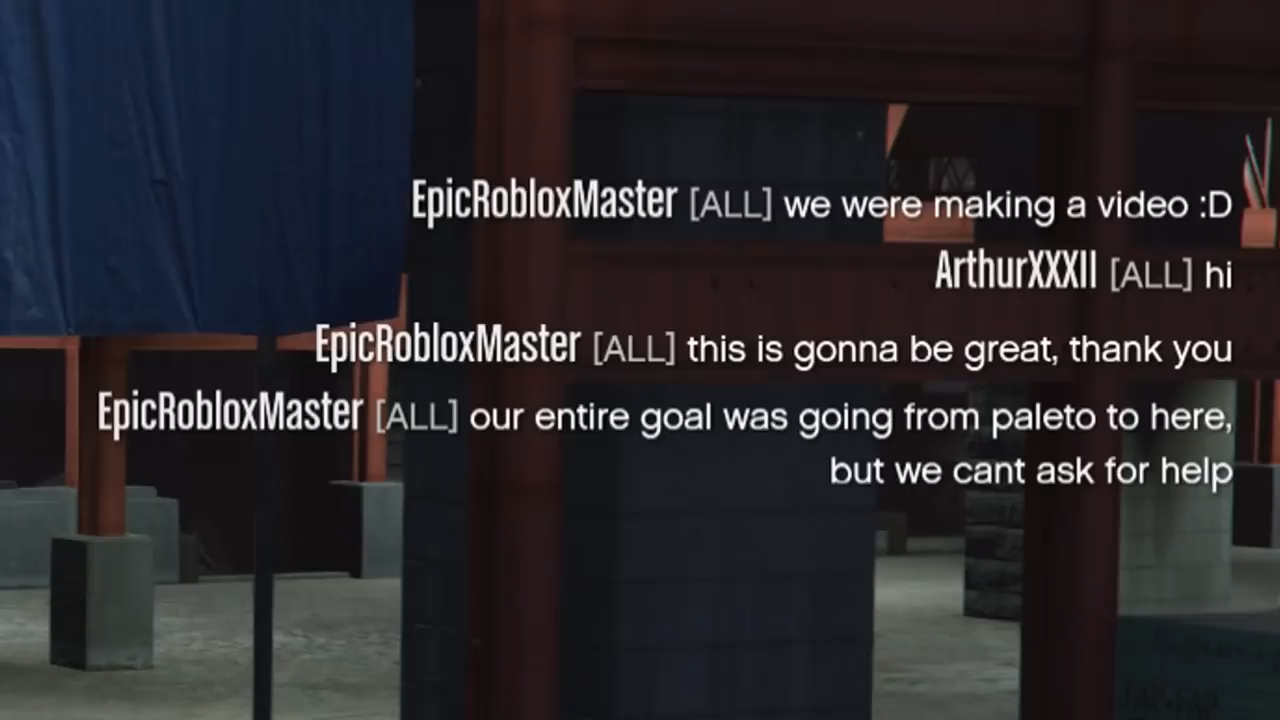 EpicRobloxMaster [ALL] we were making a video :D
ArthurXXXII [ALL] hi
EpicRobloxMaster [ALL] this is gonna be great, thank you
EpicRobloxMaster [ALL] our entire goal was going from paleto to here,
but we cant ask for help